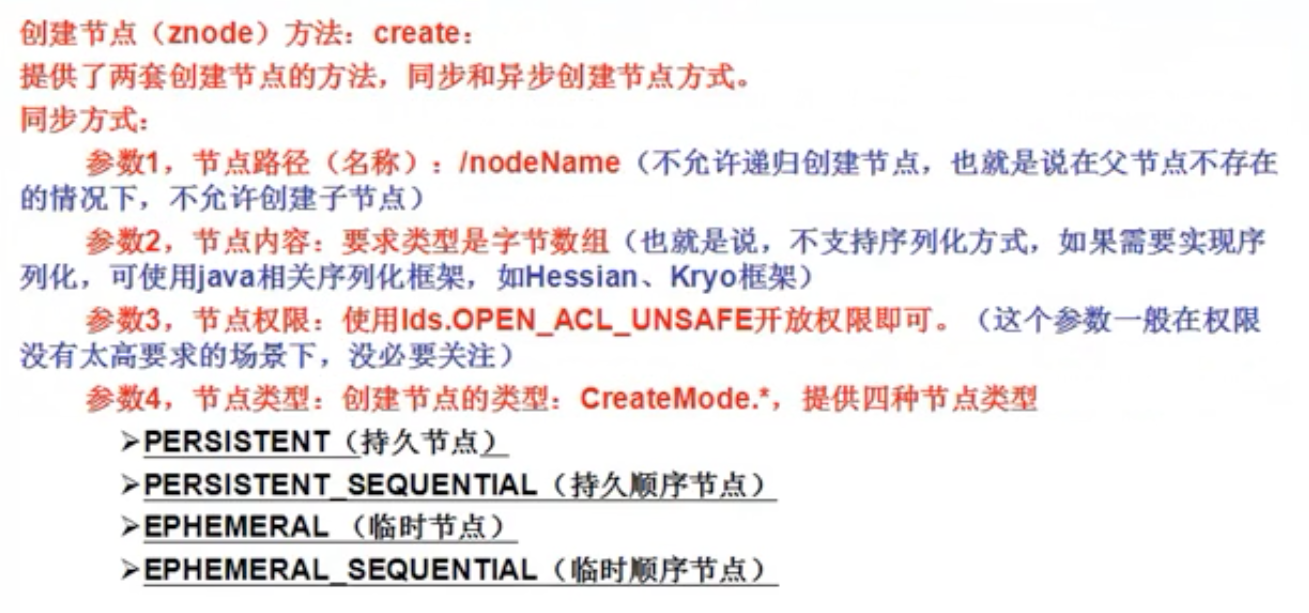 创建节点（znode）方法：create：
提供了两套创建节点的方法，同步和异步创建节点方式。
同步方式：
参数1，节点路径（名称）：/nodeName（不允许递归创建节点，也就是说在父节点不存在
的情况下，不允许创建子节点）
参数2，节点内容：要求类型是字节数组（也就是说，不支持序列化方式，如果需要实现序
列化，可使用java相关序列化框架，如Hessian、Kryo框架）
参数3，节点权限：使用Ids.OPEN_ACL_UNSAFE开放权限即可。（这个参数一般在权限
没有太高要求的场景下，没必要关注）
参数4，节点类型：创建节点的类型：CreateMode.*，提供四种节点类型
➢PERSISTENT（持久节点）
➢PERSISTENT_SEQUENTIAL（持久顺序节点）
➢EPHEMERAL（临时节点）
➢EPHEMERAL_SEQUENTIAL（临时顺序节点）